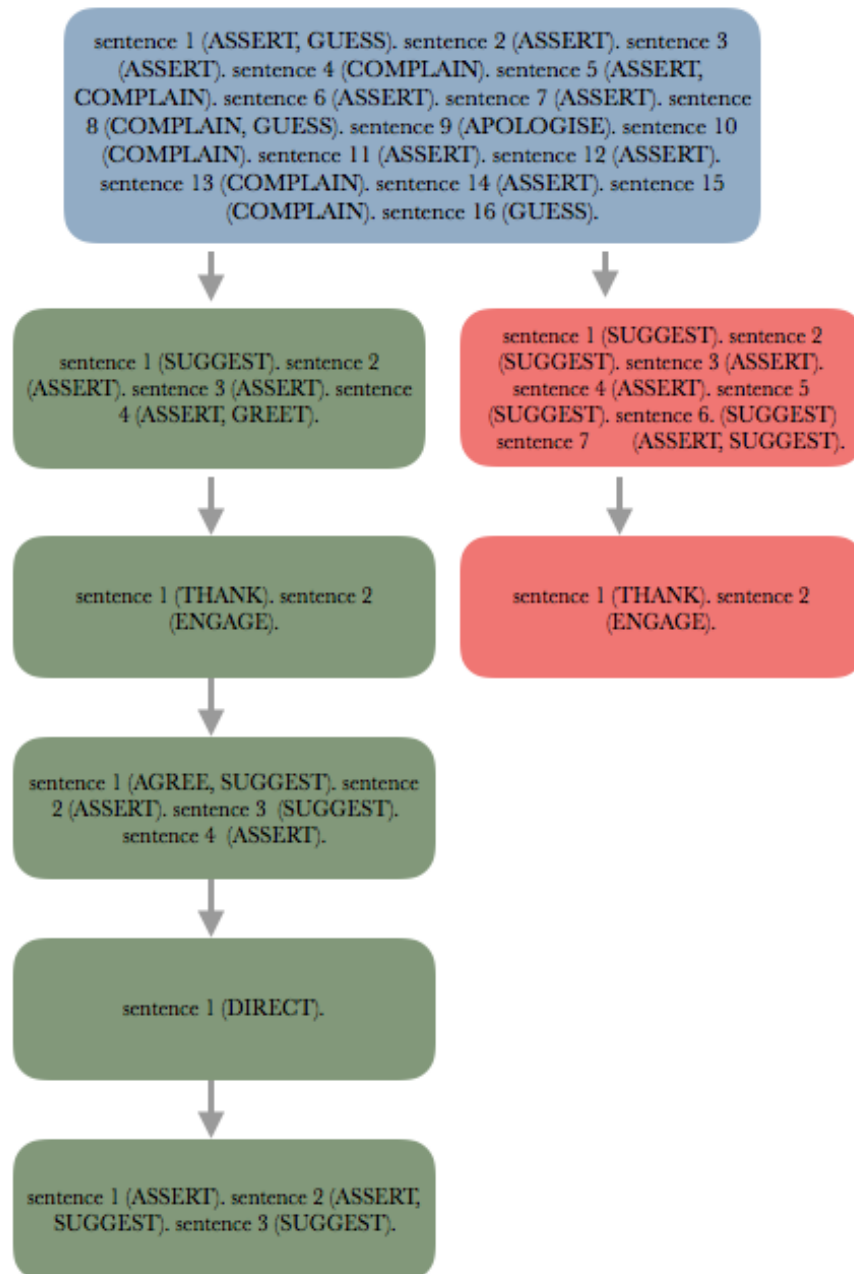 sentence 1 (ASSERT, GUESS). sentence 2 (ASSERT). sentence 3
(ASSERT). sentence 4 (COMPLAIN). sentence 5 (ASSERT,
COMPLAIN). sentence 6 (ASSERT). sentence 7 (ASSERT). sentence
8 (COMPLAIN, GUESS). sentence 9 (APOLOGISE). sentence 10
(COMPLAIN). sentence 11 (ASSERT). sentence 12 (ASSERT).
sentence 13 (COMPLAIN). sentence 14 (ASSERT). sentence 15
(COMPLAIN). sentence 16 (GUESS).
sentence 1 (SUGGEST). sentence 2
(ASSERT). sentence 3 (ASSERT). sentence
4 (ASSERT, GREET).
sentence 1 (SUGGEST). sentence 2
(SUGGEST). sentence 3 (ASSERT).
sentence 4 (ASSERT). sentence 5
(SUGGEST). sentence 6. (SUGGEST)
sentence 7 (ASSERT, SUGGEST).
sentence 1 (THANK). sentence 2
(ENGAGE).
sentence 1 (THANK). sentence 2
(ENGAGE).
sentence 1 (AGREE, SUGGEST). sentence
2 (ASSERT). sentence 3 (SUGGEST).
sentence 4 (ASSERT).
sentence 1 (DIRECT).
sentence 1 (ASSERT). sentence 2 (ASSERT,
SUGGEST). sentence 3 (SUGGEST).